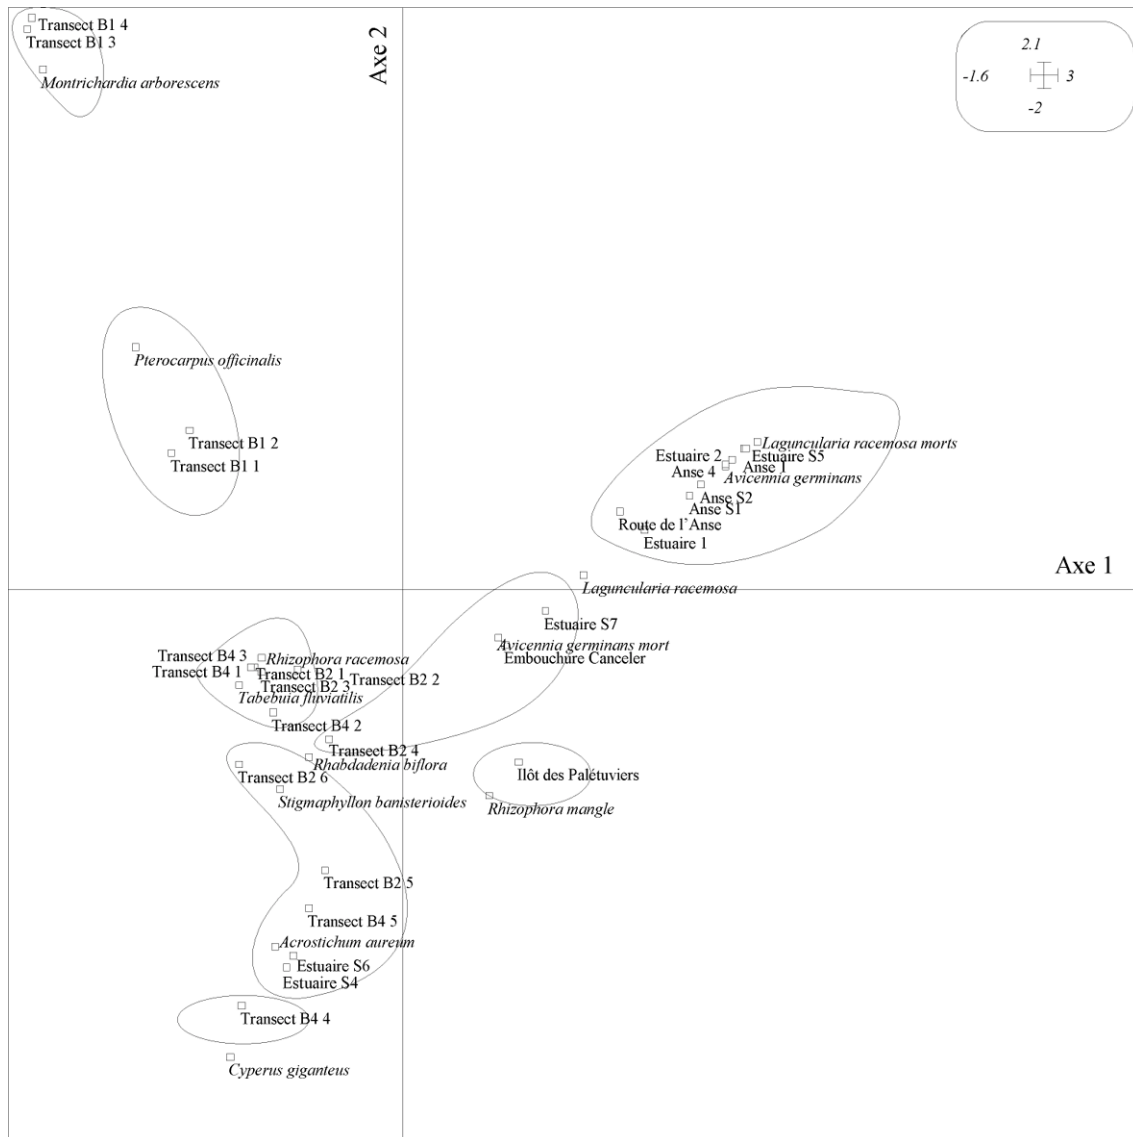 Transect B1 4
Transect B1 3
Montrichardia arborescens
Axe 2
2.1
-1.6
3
-2
Pterocarpus officinalis
Transect B1 2
Transect B1 1
Laguncularia racemosa morts
Estuaire 2
Estuaire S5
Anse 4
Anse 1
Avicennia germinans
Anse S2
Anse S1
Route de l'Anse
Estuaire 1
Axe 1
Laguncularia racemosa
Estuaire S7
Avicennia germinans mort
Embouchure Canceler
Transect B4 3
Rhizophora racemosa
Transect B4 1
Transect B2 1
Transect B2 2
Transect B2 3
Tabebuia fluviatilis
Transect B4 2
Transect B2 4
Rhabdadenia biflora
Transect B2 6
Ilôt des Palétuviers
Stigmaphyllon banisterioides
Rhizophora mangle
Transect B2 5
Transect B4 5
Acrostichum aureum
Estuaire S6
Estuaire S4
Transect B4 4
Cyperus giganteus